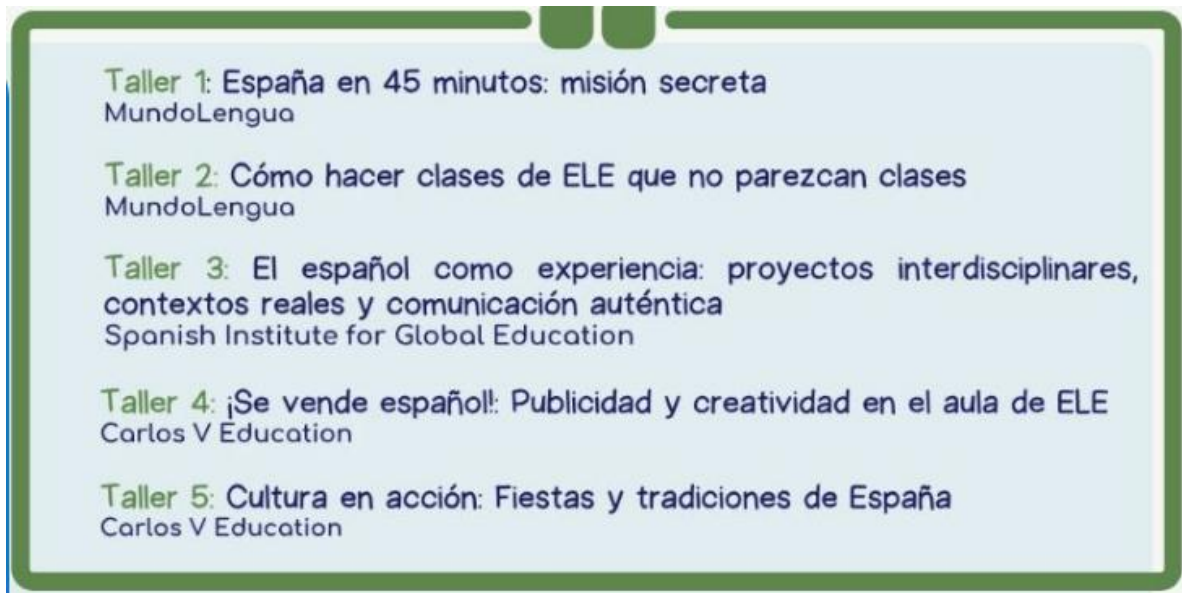 Taller 1: España en 45 minutos: misión secreta
MundoLengua
Taller 2: Cómo hacer clases de ELE que no parezcan clases
MundoLengua
Taller 3: El español como experiencia: proyectos interdisciplinares,
contextos reales y comunicación auténtica
Spanish Institute for Global Education
Taller 4: ¡Se vende español!: Publicidad y creatividad en el aula de ELE
Carlos V Education
Taller 5: Cultura en acción: Fiestas y tradiciones de España
Carlos V Education